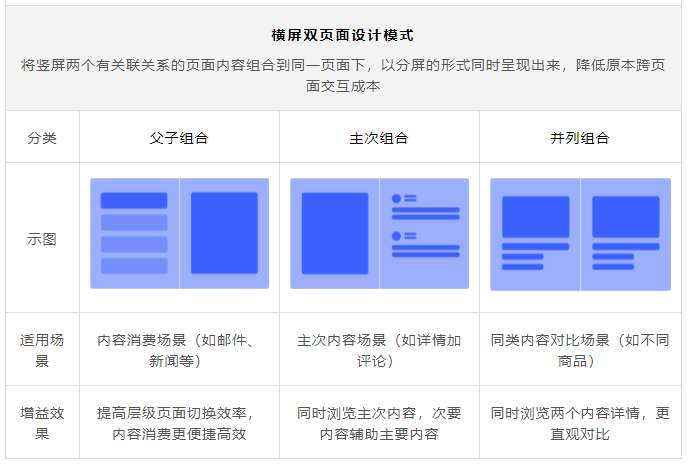 横屏双页面设计模式
将竖屏两个有关联关系的页面内容组合到同一页面下，以分屏的形式同时呈现出来，降低原本跨页
面交互成本
分类
父子组合
主次组合
并列组合
示图
适用场
景
内容消费场景（如邮件、
新闻等）
主次内容场景（如详情加
评论）
同类内容对比场景（如不同
商品）
增益效
果
提高层级页面切换效率，
内容消费更便捷高效
同时浏览主次内容，次要
内容辅助主要内容
同时浏览两个内容详情，更
直观对比